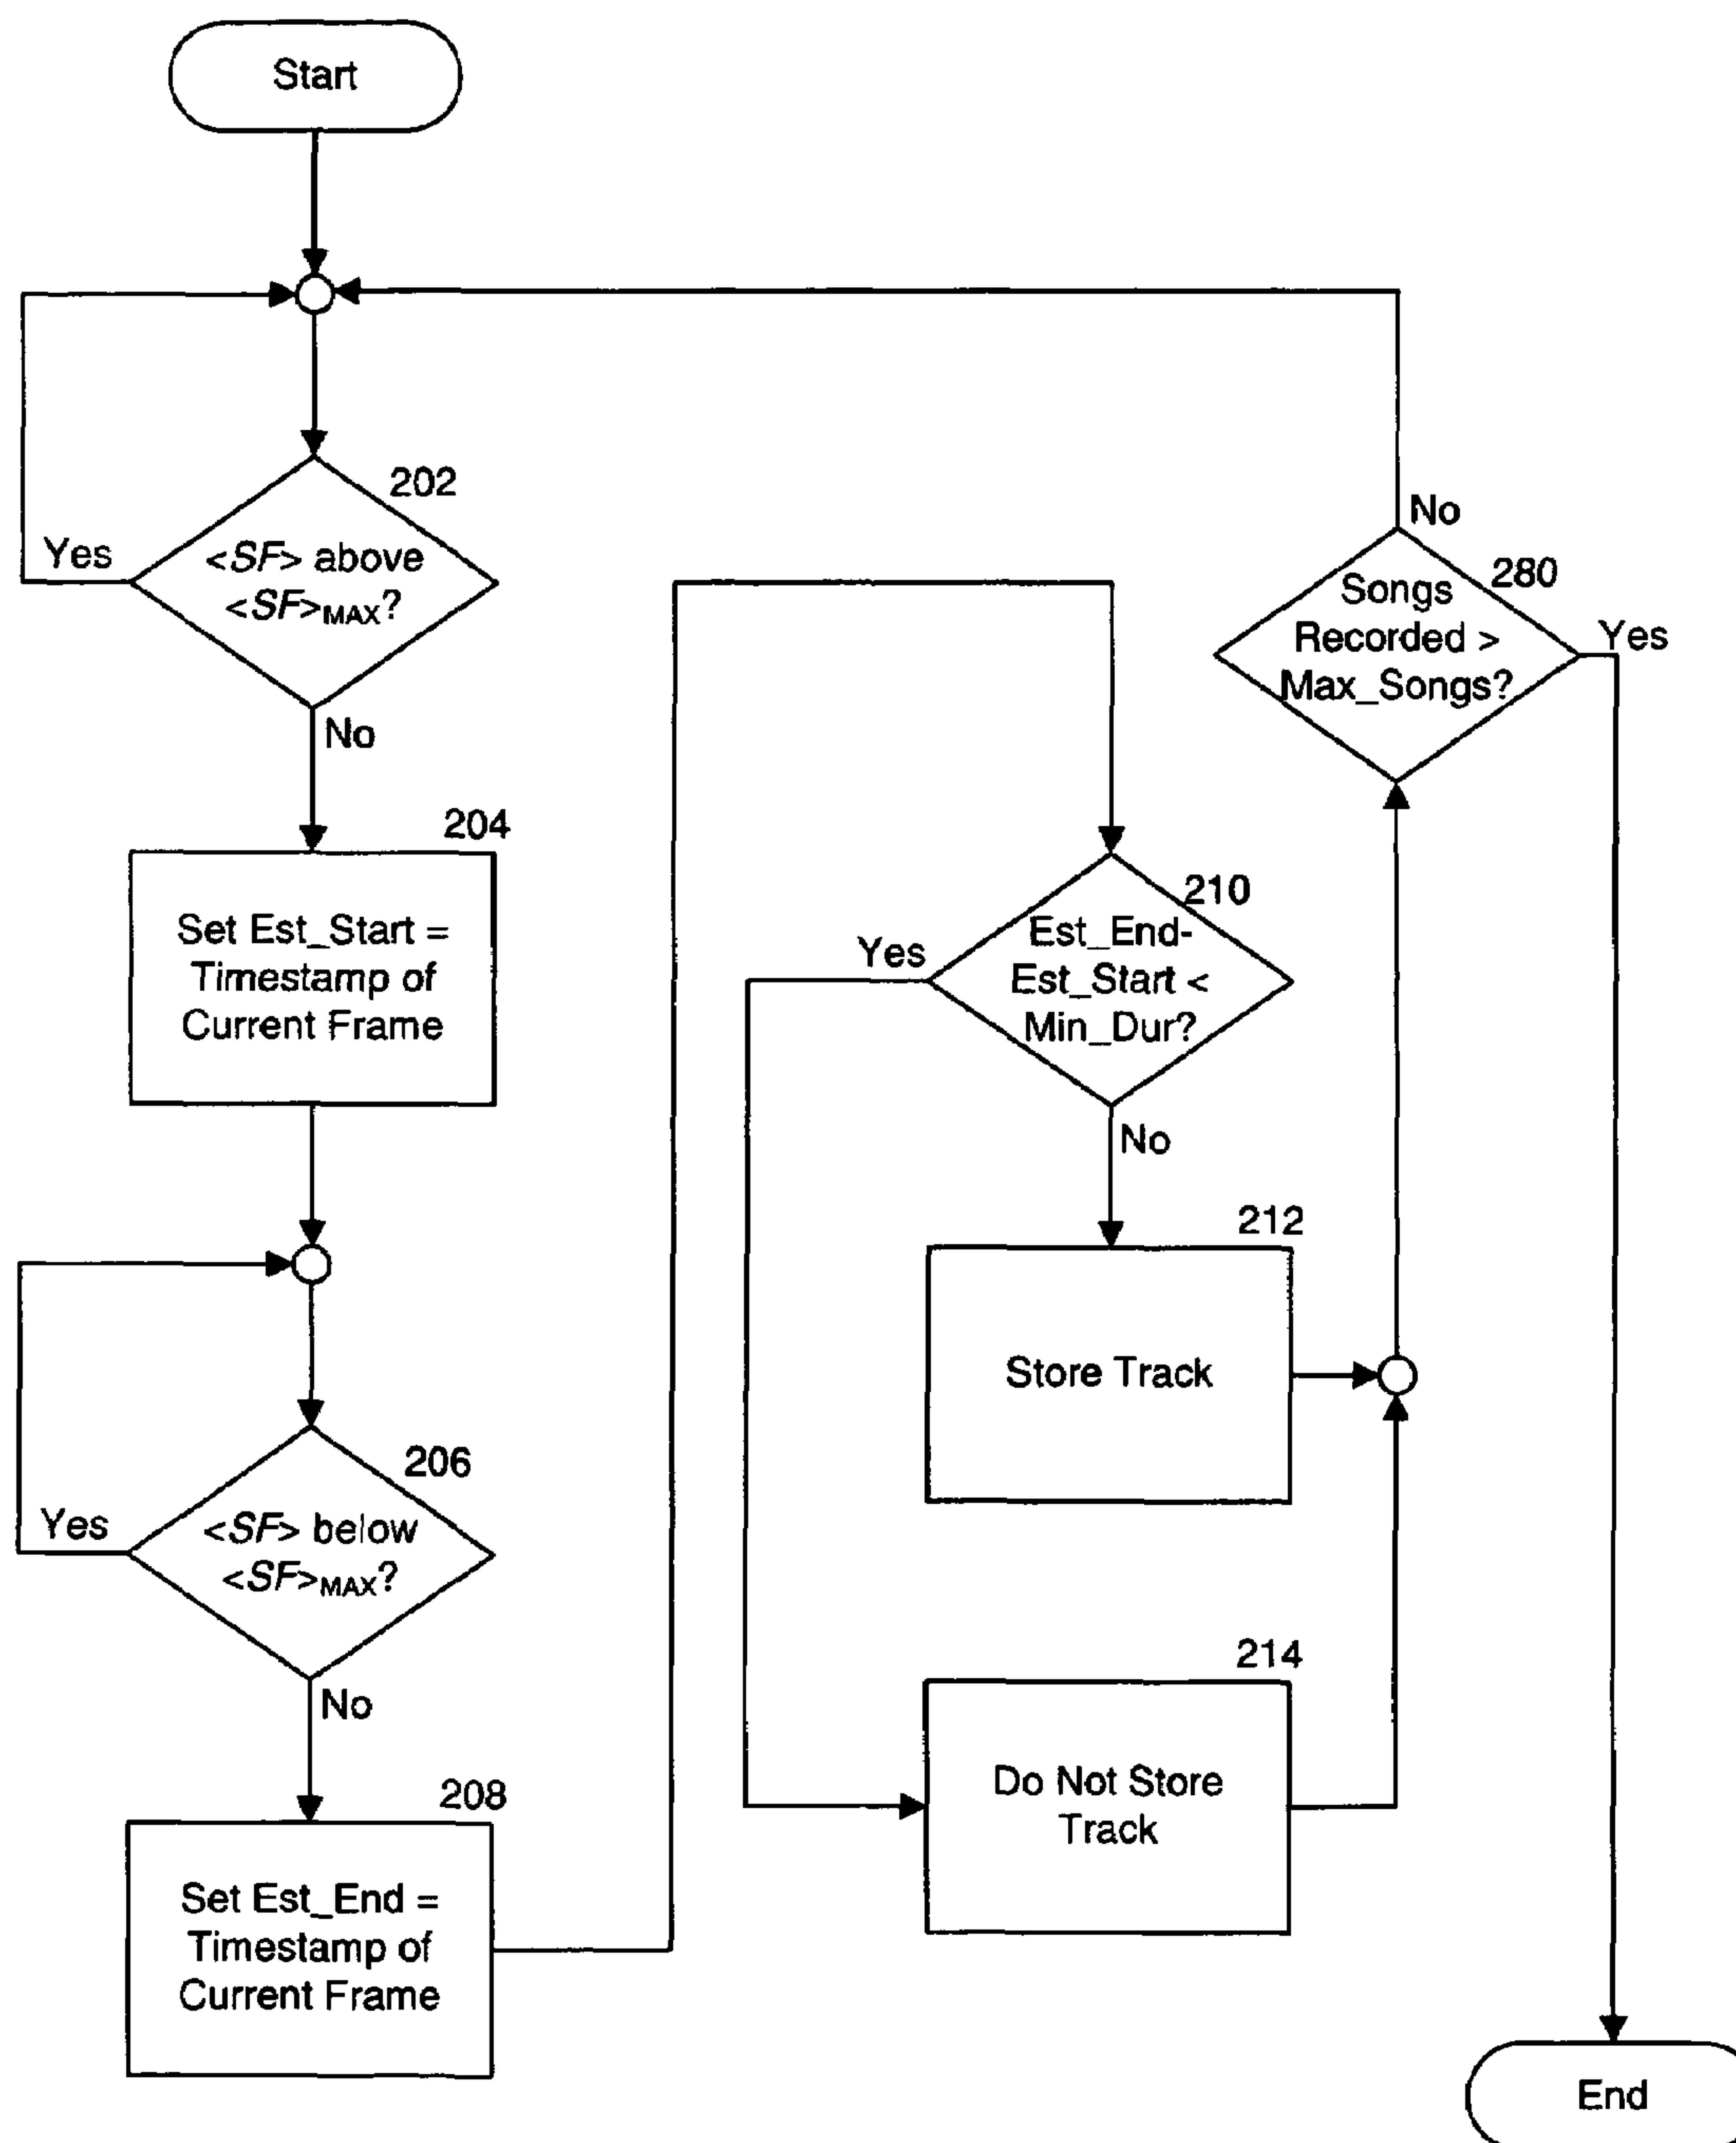 Start
202
Yes
<SF> above
<SF>MAX?
No
204
Set Est_Start =
Timestamp of
Current Frame
206
Yes
<SF> below
<SF>MAX?
No
208
Set Est_End =
Timestamp of
Current Frame
210
Yes
Est_End-
Est_Start <
Min_Dur?
No
212
Store Track
214
Do Not Store
Track
No
280
Songs
Recorded >
Max_Songs?
Yes
End